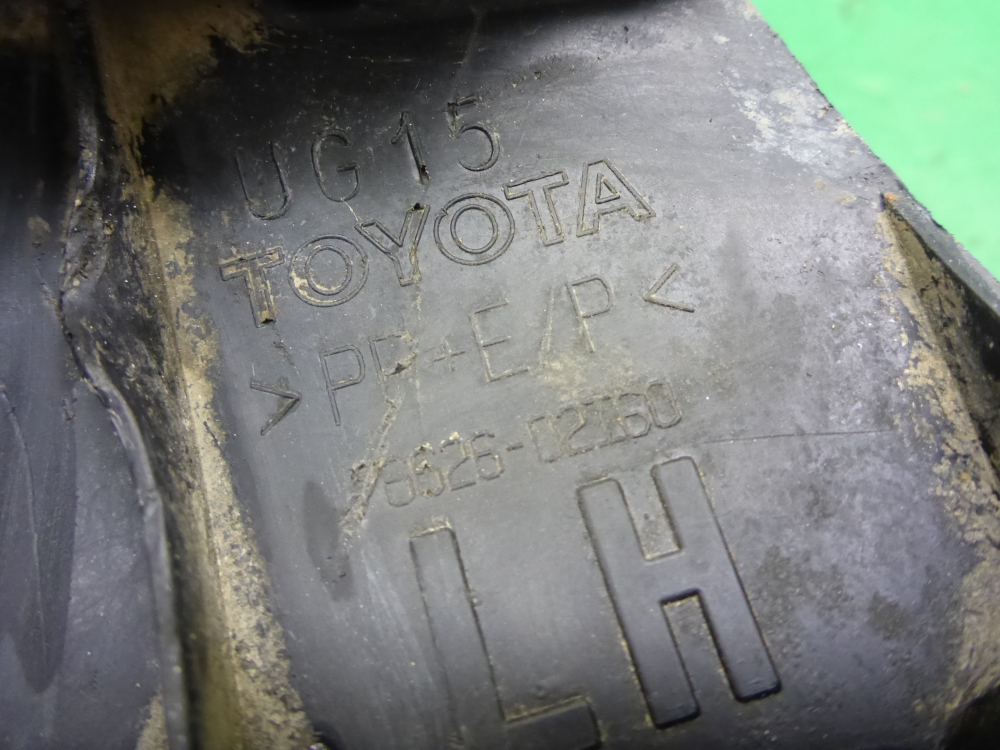 UG15
TOYOTA
>PP+E/P<
LH